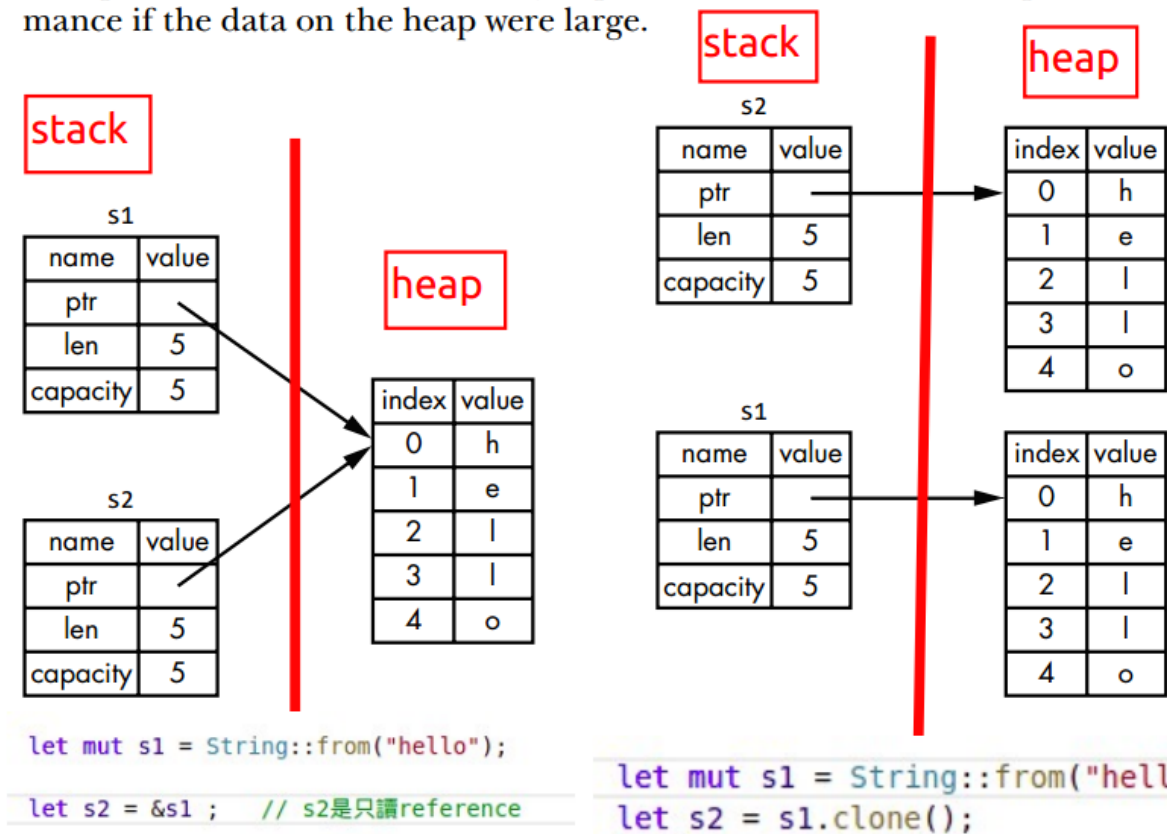 mance if the data on the heap were large.
stack
s1
name value
ptr
len 5
capacity 5
s2
name value
ptr
len 5
capacity 5
heap
index value
0 h
1 e
2 l
3 l
4 o
let mut s1 = String::from("hello");
let s2 = &s1 ; // s2是只讀reference
stack
s2
name value
ptr
len 5
capacity 5
s1
name value
ptr
len 5
capacity 5
heap
index value
0 h
1 e
2 l
3 l
4 o
index value
0 h
1 e
2 l
3 l
4 o
let mut s1 = String::from("hell
let s2 = s1.clone();